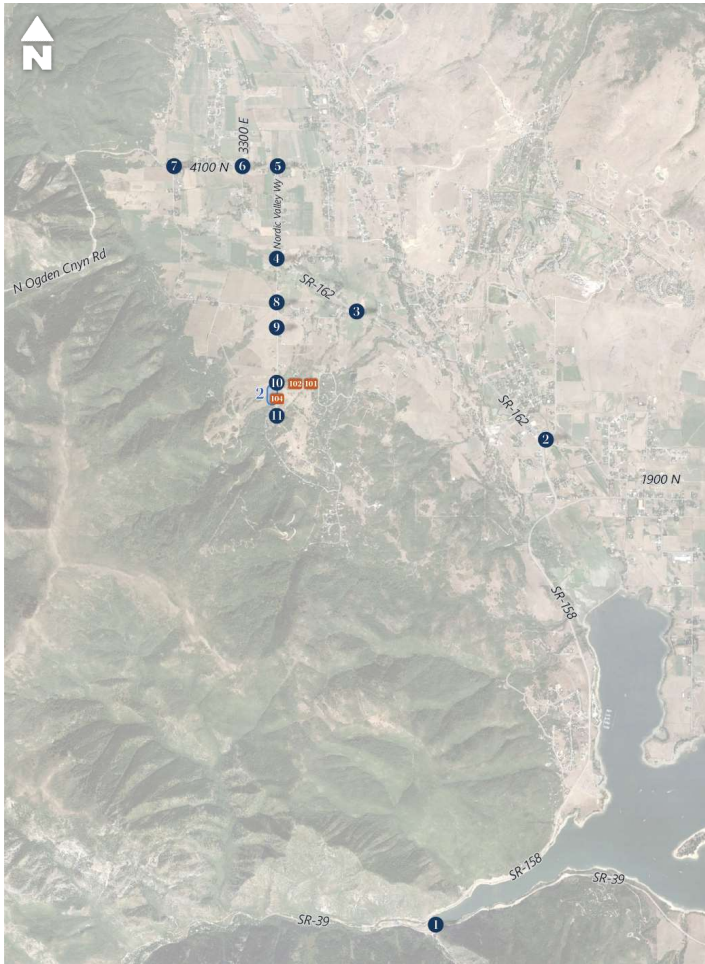 N
3300 E
7
4100 N
6
5
Nordic Valley Wy
4
N Ogden Cnyn Rd
SR-162
8
3
9
10
102
101
2
104
11
SR-162
2
1900 N
SR-158
SR-158
SR-39
SR-39
1